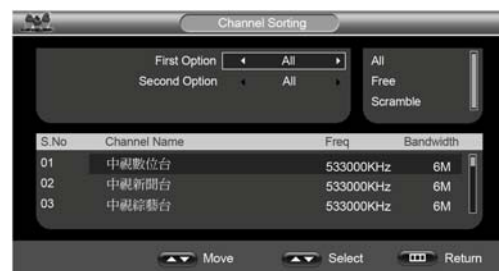 Channel Sorting
First Option All
Second Option All
All
Free
Scramble
S.No Channel Name Freq Bandwidth
01 中視數位台 533000KHz 6M
02 中視新聞台 533000KHz 6M
03 中視綜藝台 533000KHz 6M
Move Select Return